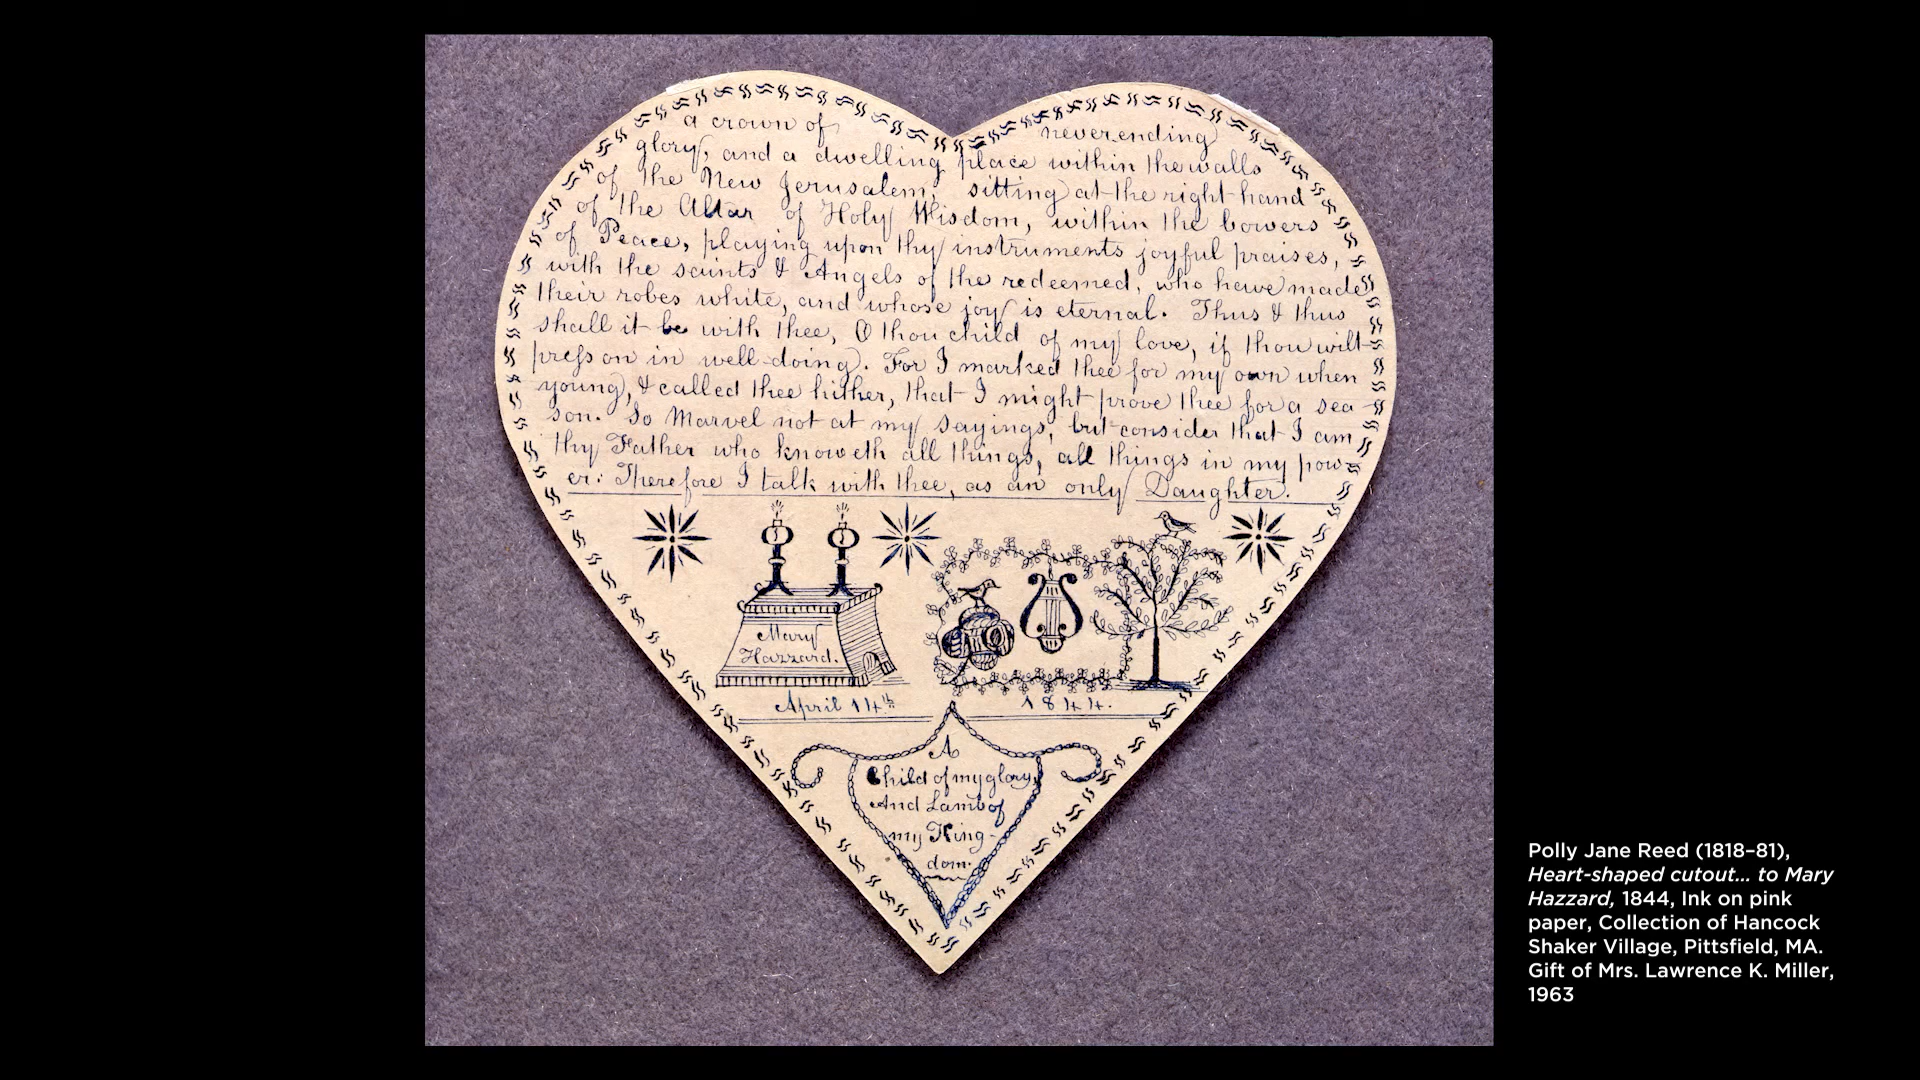 a crown of neverending
glory, and a dwelling place within the walls
of the New Jerusalem, sitting at the right hand
of the Altar of Holy Wisdom, within the bowers
of Peace, playing upon thy instruments joyful praises,
with the saints & Angels of the redeemed, who have made
their robes white, and whose joy is eternal. Thus & thus
shall it be with thee, O thou child of my love, if thou wilt
press on in well-doing. For I marked thee for my own when
young, & called thee hither, that I might prove thee for a sea
son. So Marvel not at my sayings, but consider that I am
thy Father who knoweth all things, all things in my pow-
er: Therefore I talk with thee, as an only Daughter.
Mary
Hazzard.
April 14th 1844.
A
Child of my glory,
And Lamb of
my King-
dom.
Polly Jane Reed (1818–81),
Heart-shaped cutout... to Mary
Hazzard, 1844, Ink on pink
paper, Collection of Hancock
Shaker Village, Pittsfield, MA.
Gift of Mrs. Lawrence K. Miller,
1963